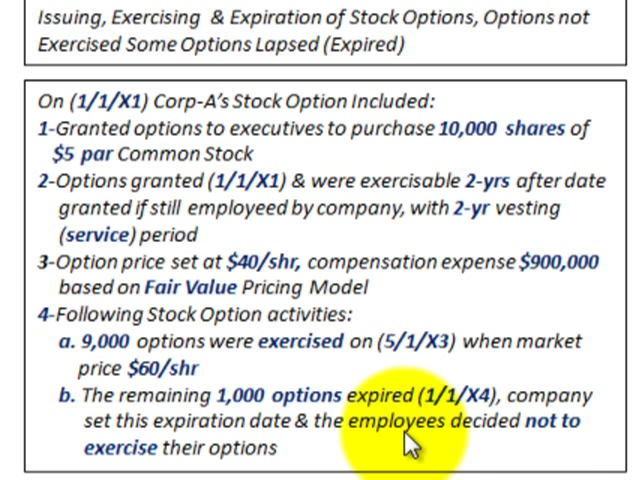 Issuing, Exercising & Expiration of Stock Options, Options not
Exercised Some Options Lapsed (Expired)
On (1/1/X1) Corp-A's Stock Option Included:
1-Granted options to executives to purchase 10,000 shares of
$5 par Common Stock
2-Options granted (1/1/X1) & were exercisable 2-yrs after date
granted if still employeed by company, with 2-yr vesting
(service) period
3-Option price set at $40/shr, compensation expense $900,000
based on Fair Value Pricing Model
4-Following Stock Option activities:
a. 9,000 options were exercised on (5/1/X3) when market
price $60/shr
b. The remaining 1,000 options expired (1/1/X4), company
set this expiration date & the employees decided not to
exercise their options